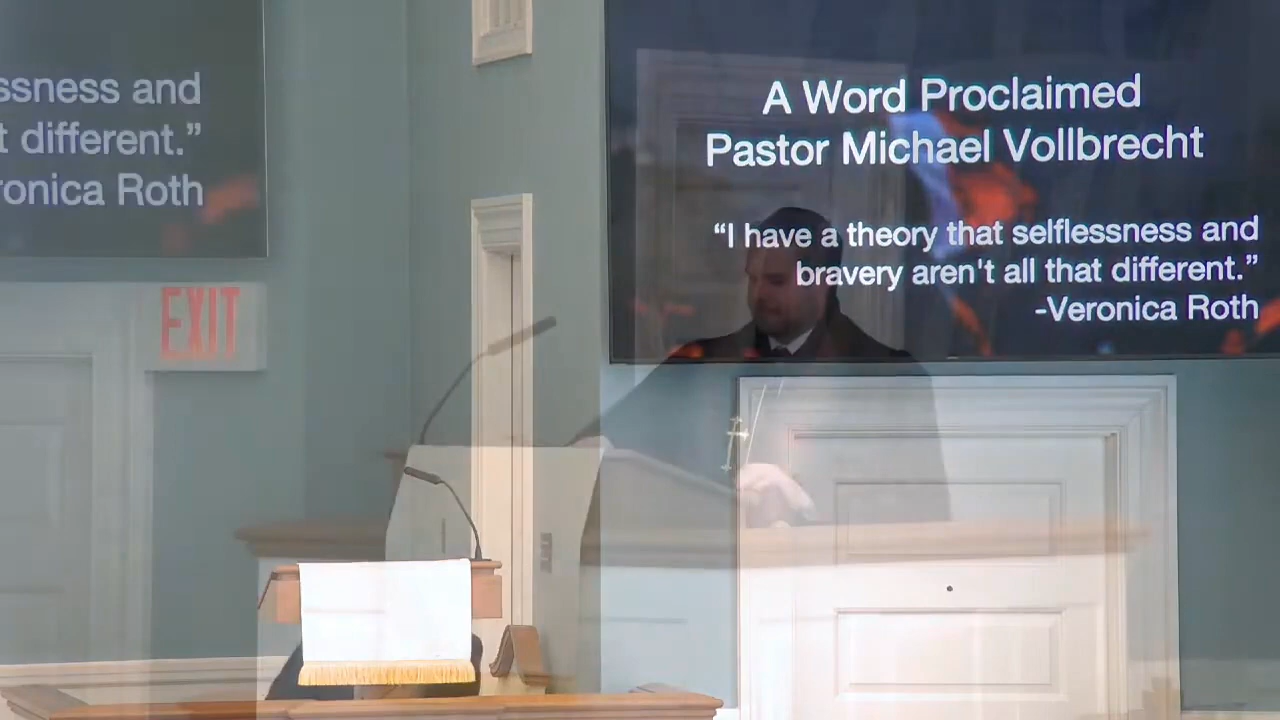 ssness and
t different.”
ronica Roth
EXIT
A Word Proclaimed
Pastor Michael Vollbrecht
“I have a theory that selflessness and
bravery aren't all that different.”
-Veronica Roth